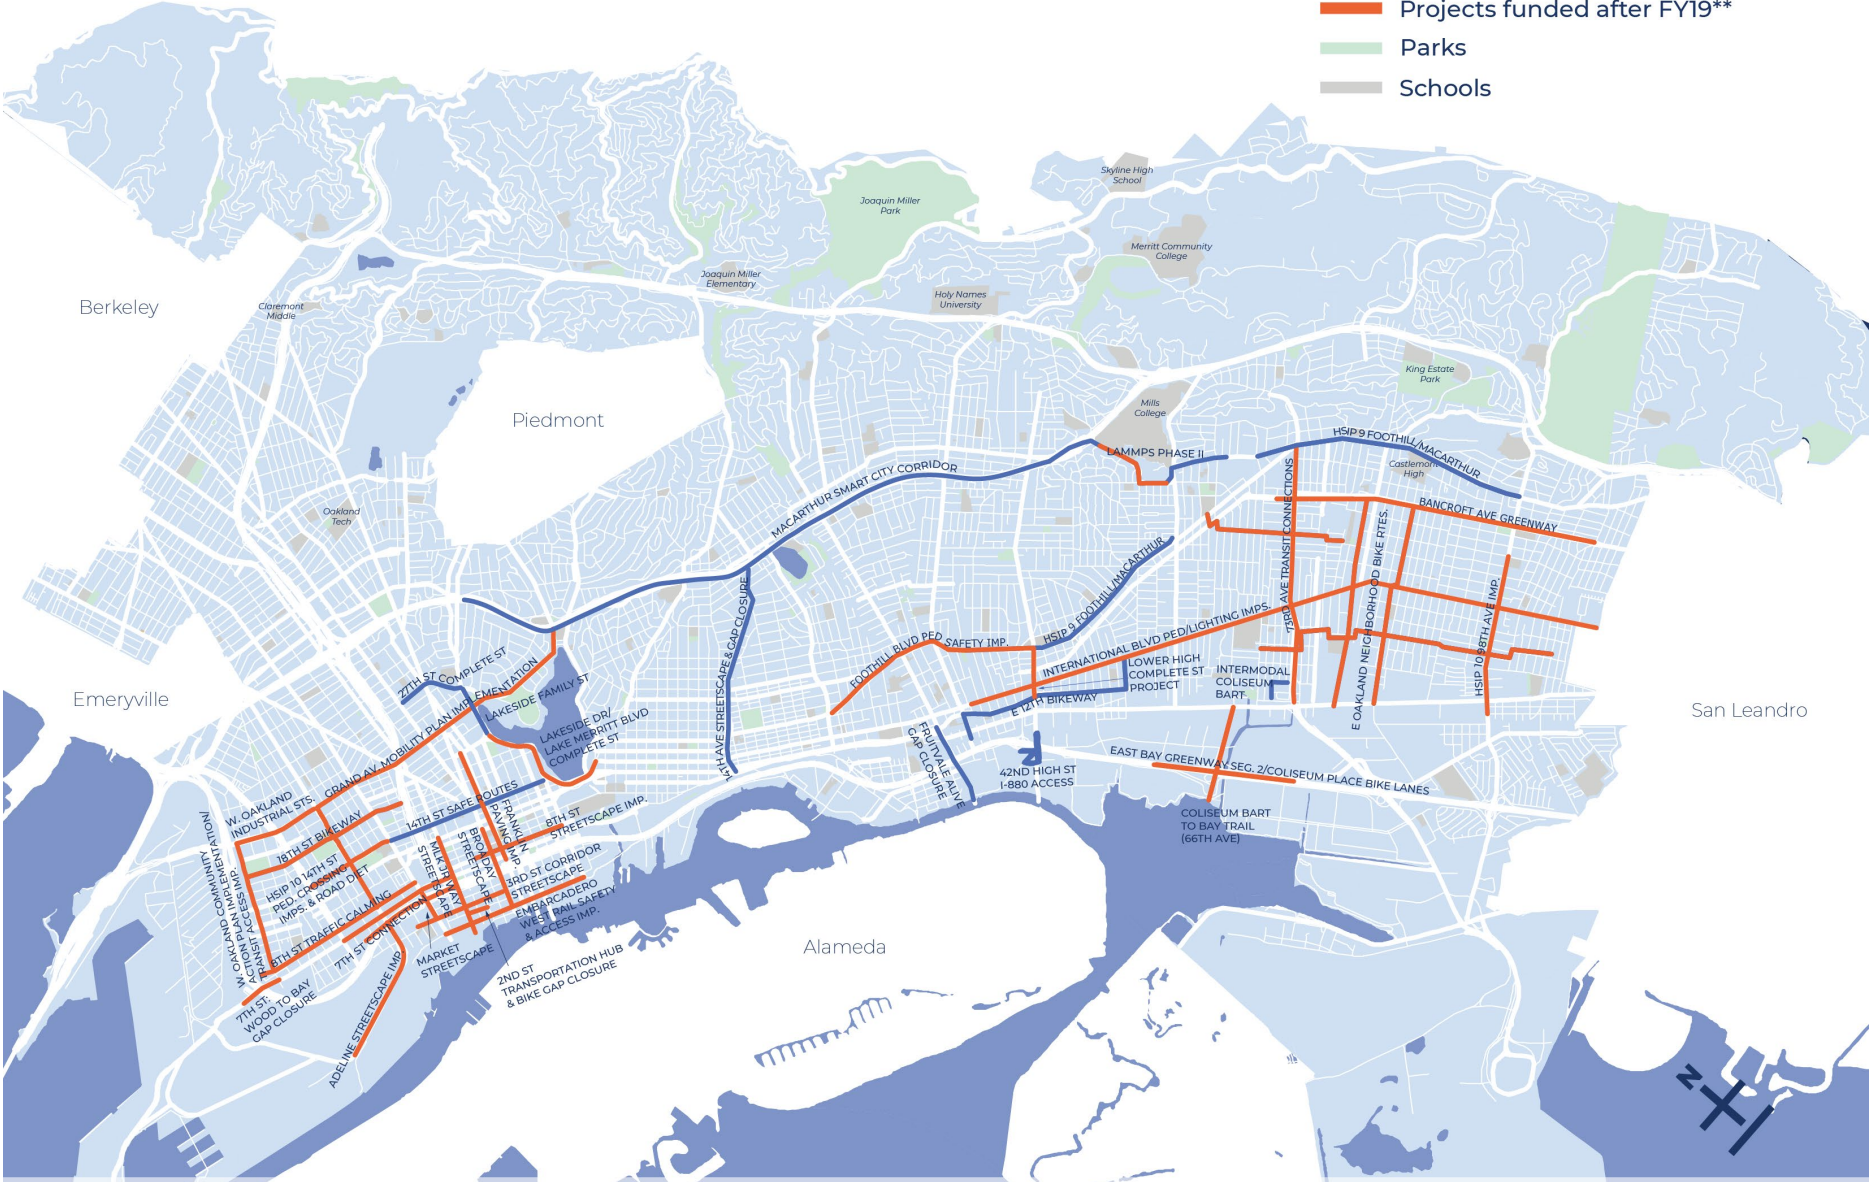 Projects funded after FY19**
Parks
Schools
Skyline High
School
Joaquin Miller
Park
Merritt Community
College
Joaquin Miller
Elementary
Holy Names
University
Berkeley
Claremont
Middle
King Estate
Park
Mills
College
Piedmont
HSIP 9 FOOTHILL/MACARTHUR
LAMMPS PHASE II
Castlemont
High
MACARTHUR SMART CITY CORRIDOR
BANCROFT AVE GREENWAY
Oakland
Tech
73RD AVE TRANSIT CONNECTIONS
E OAKLAND NEIGHBORHOOD BIKE RTES.
HSIP 9 FOOTHILL/MACARTHUR
14TH AVE STREETSCAPE & GAP CLOSURE
HSIP 10 98TH AVE IMP.
FOOTHILL BLVD PED SAFETY IMP.
INTERNATIONAL BLVD PED/LIGHTING IMPS.
27TH ST COMPLETE ST
LOWER HIGH
COMPLETE ST
PROJECT
INTERMODAL
COLISEUM
BART
Emeryville
LAKESIDE FAMILY ST
E 12TH BIKEWAY
San Leandro
GRAND AV. MOBILITY PLAN IMPLEMENTATION
LAKESIDE DR/
LAKE MERRITT BLVD
COMPLETE ST
FRUITVALE ALIVE
GAP CLOSURE
42ND HIGH ST
I-880 ACCESS
EAST BAY GREENWAY SEG. 2/COLISEUM PLACE BIKE LANES
COLISEUM BART
TO BAY TRAIL
(66TH AVE)
W. OAKLAND
INDUSTRIAL STS.
14TH ST SAFE ROUTES
FRANKLIN
PAVING IMP.
8TH ST
STREETSCAPE IMP.
18TH ST BIKEWAY
BROADWAY
STREETSCAPE
MLK JR WAY
STREETSCAPE
HSIP 10 14TH ST
PED. CROSSING
IMPS. & ROAD DIET
3RD ST CORRIDOR
STREETSCAPE
EMBARCADERO
WEST RAIL SAFETY
& ACCESS IMP.
W. OAKLAND COMMUNITY
ACTION PLAN IMPLEMENTATION/
TRANSIT ACCESS IMP.
8TH ST TRAFFIC CALMING
7TH ST CONNECTION
MARKET
STREETSCAPE
2ND ST
TRANSPORTATION HUB
& BIKE GAP CLOSURE
Alameda
7TH ST:
WOOD TO BAY
GAP CLOSURE
ADELINE STREETSCAPE IMP
N